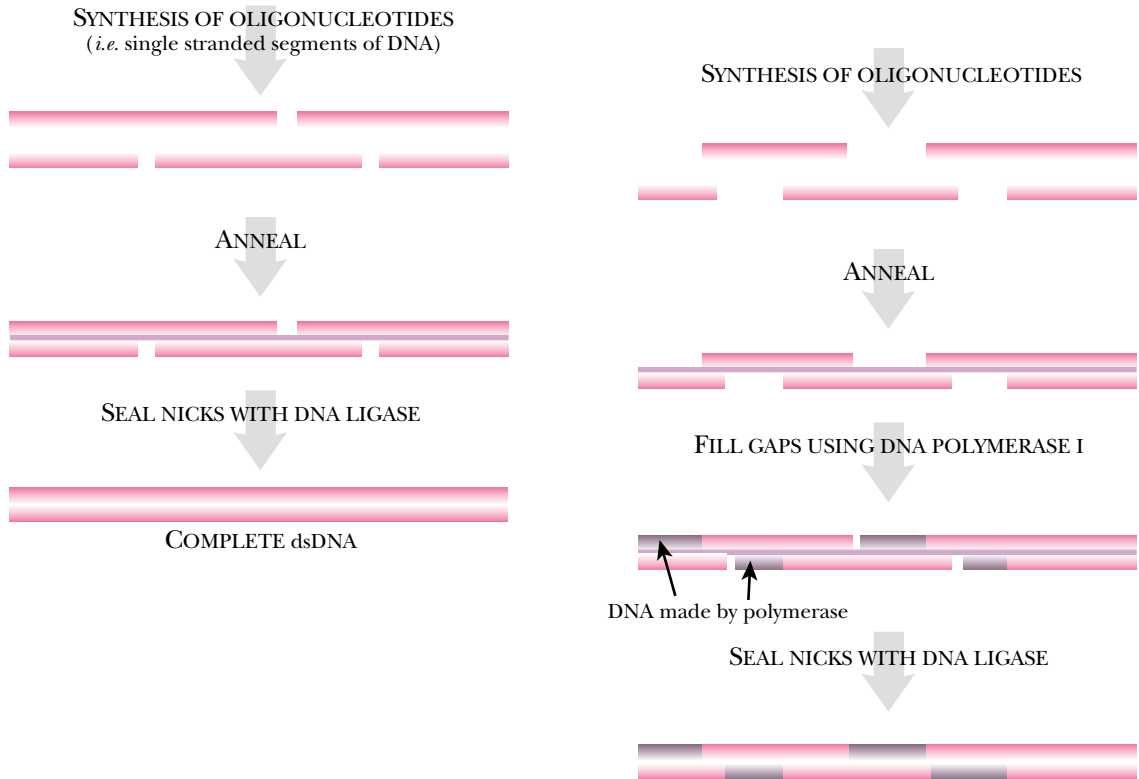 SYNTHESIS OF OLIGONUCLEOTIDES
(i.e. single stranded segments of DNA)
ANNEAL
SEAL NICKS WITH DNA LIGASE
COMPLETE dsDNA
SYNTHESIS OF OLIGONUCLEOTIDES
ANNEAL
FILL GAPS USING DNA POLYMERASE I
DNA made by polymerase
SEAL NICKS WITH DNA LIGASE